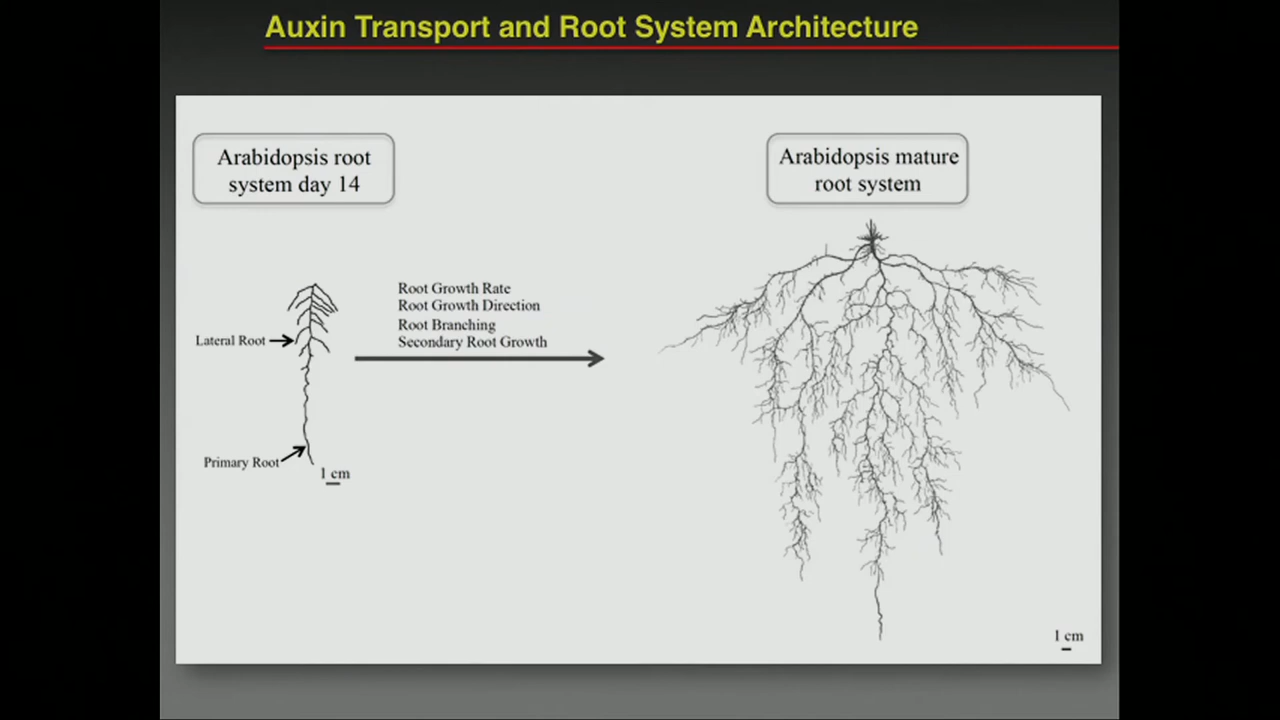 Auxin Transport and Root System Architecture
Arabidopsis root
system day 14
Arabidopsis mature
root system
Root Growth Rate
Root Growth Direction
Root Branching
Secondary Root Growth
Lateral Root
Primary Root
1 cm
1 cm